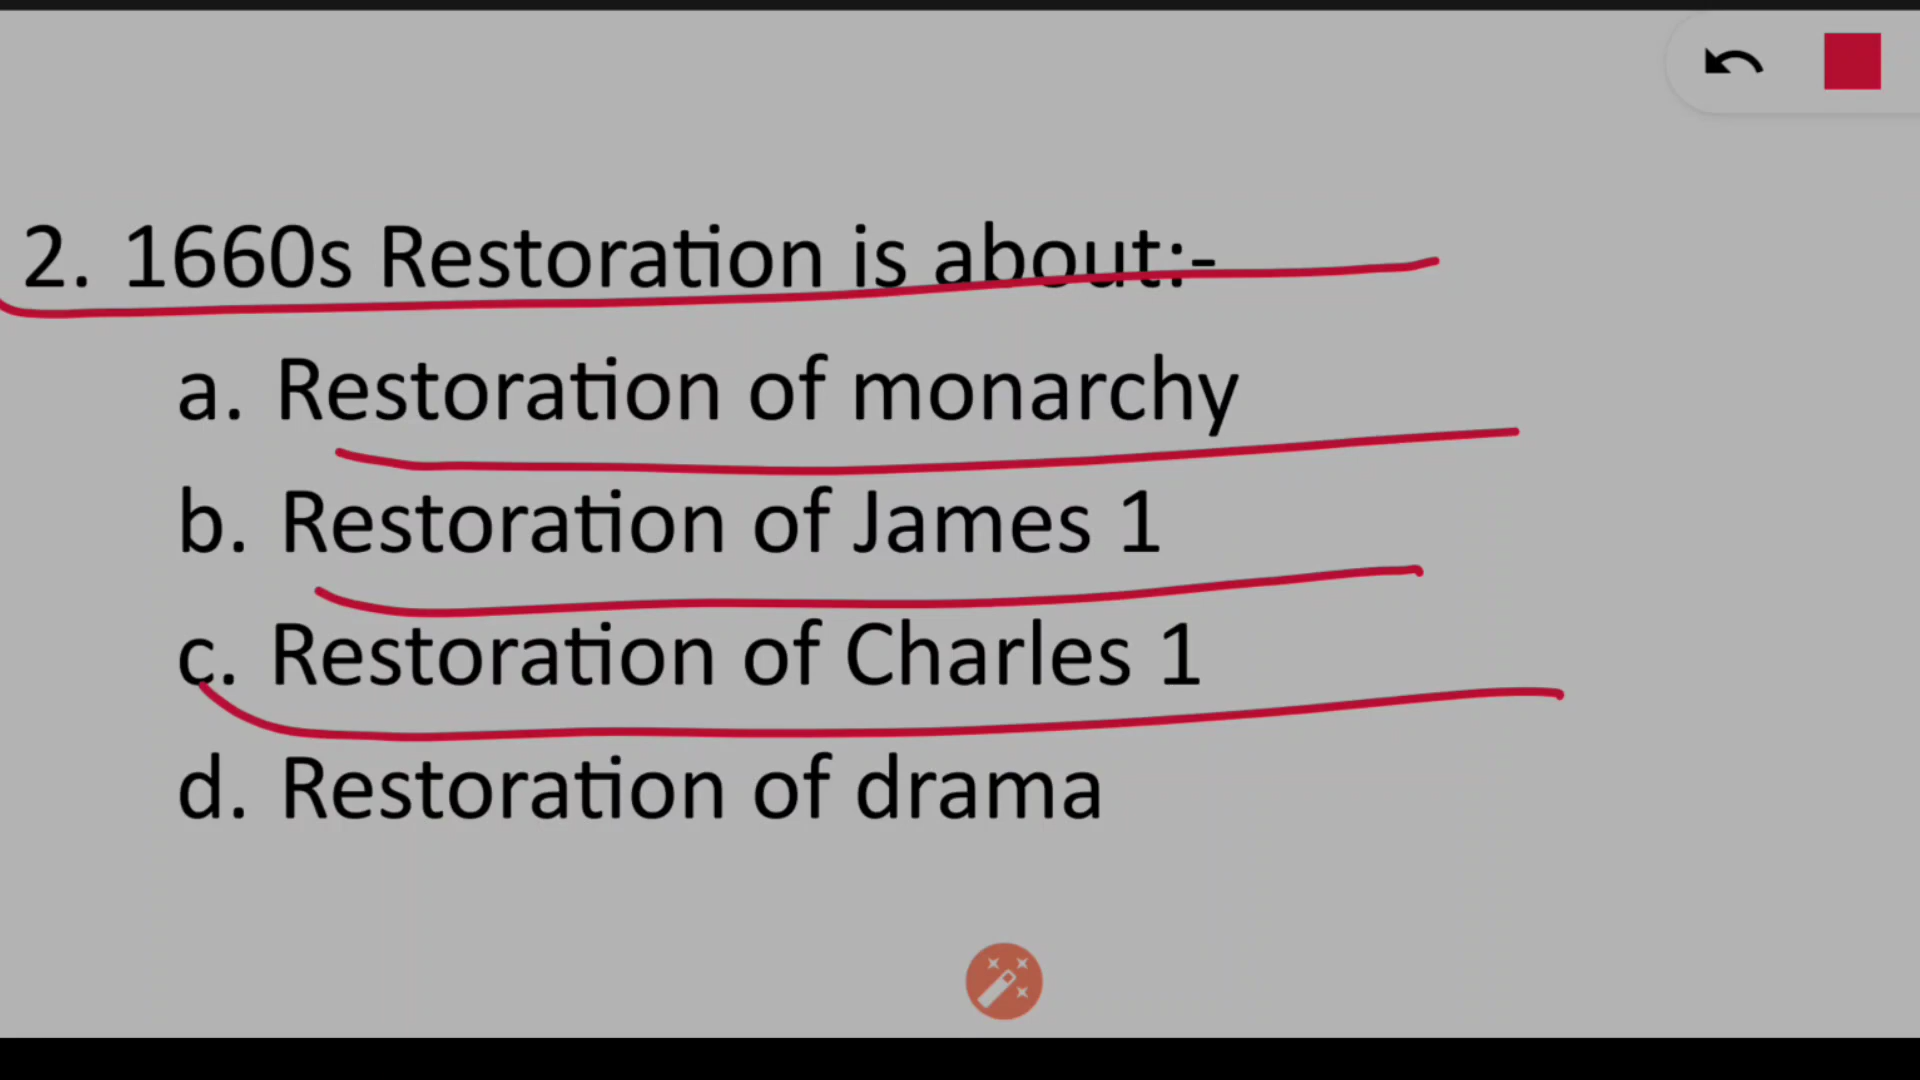 2. 1660s Restoration is about:-
a. Restoration of monarchy
b. Restoration of James 1
c. Restoration of Charles 1
d. Restoration of drama